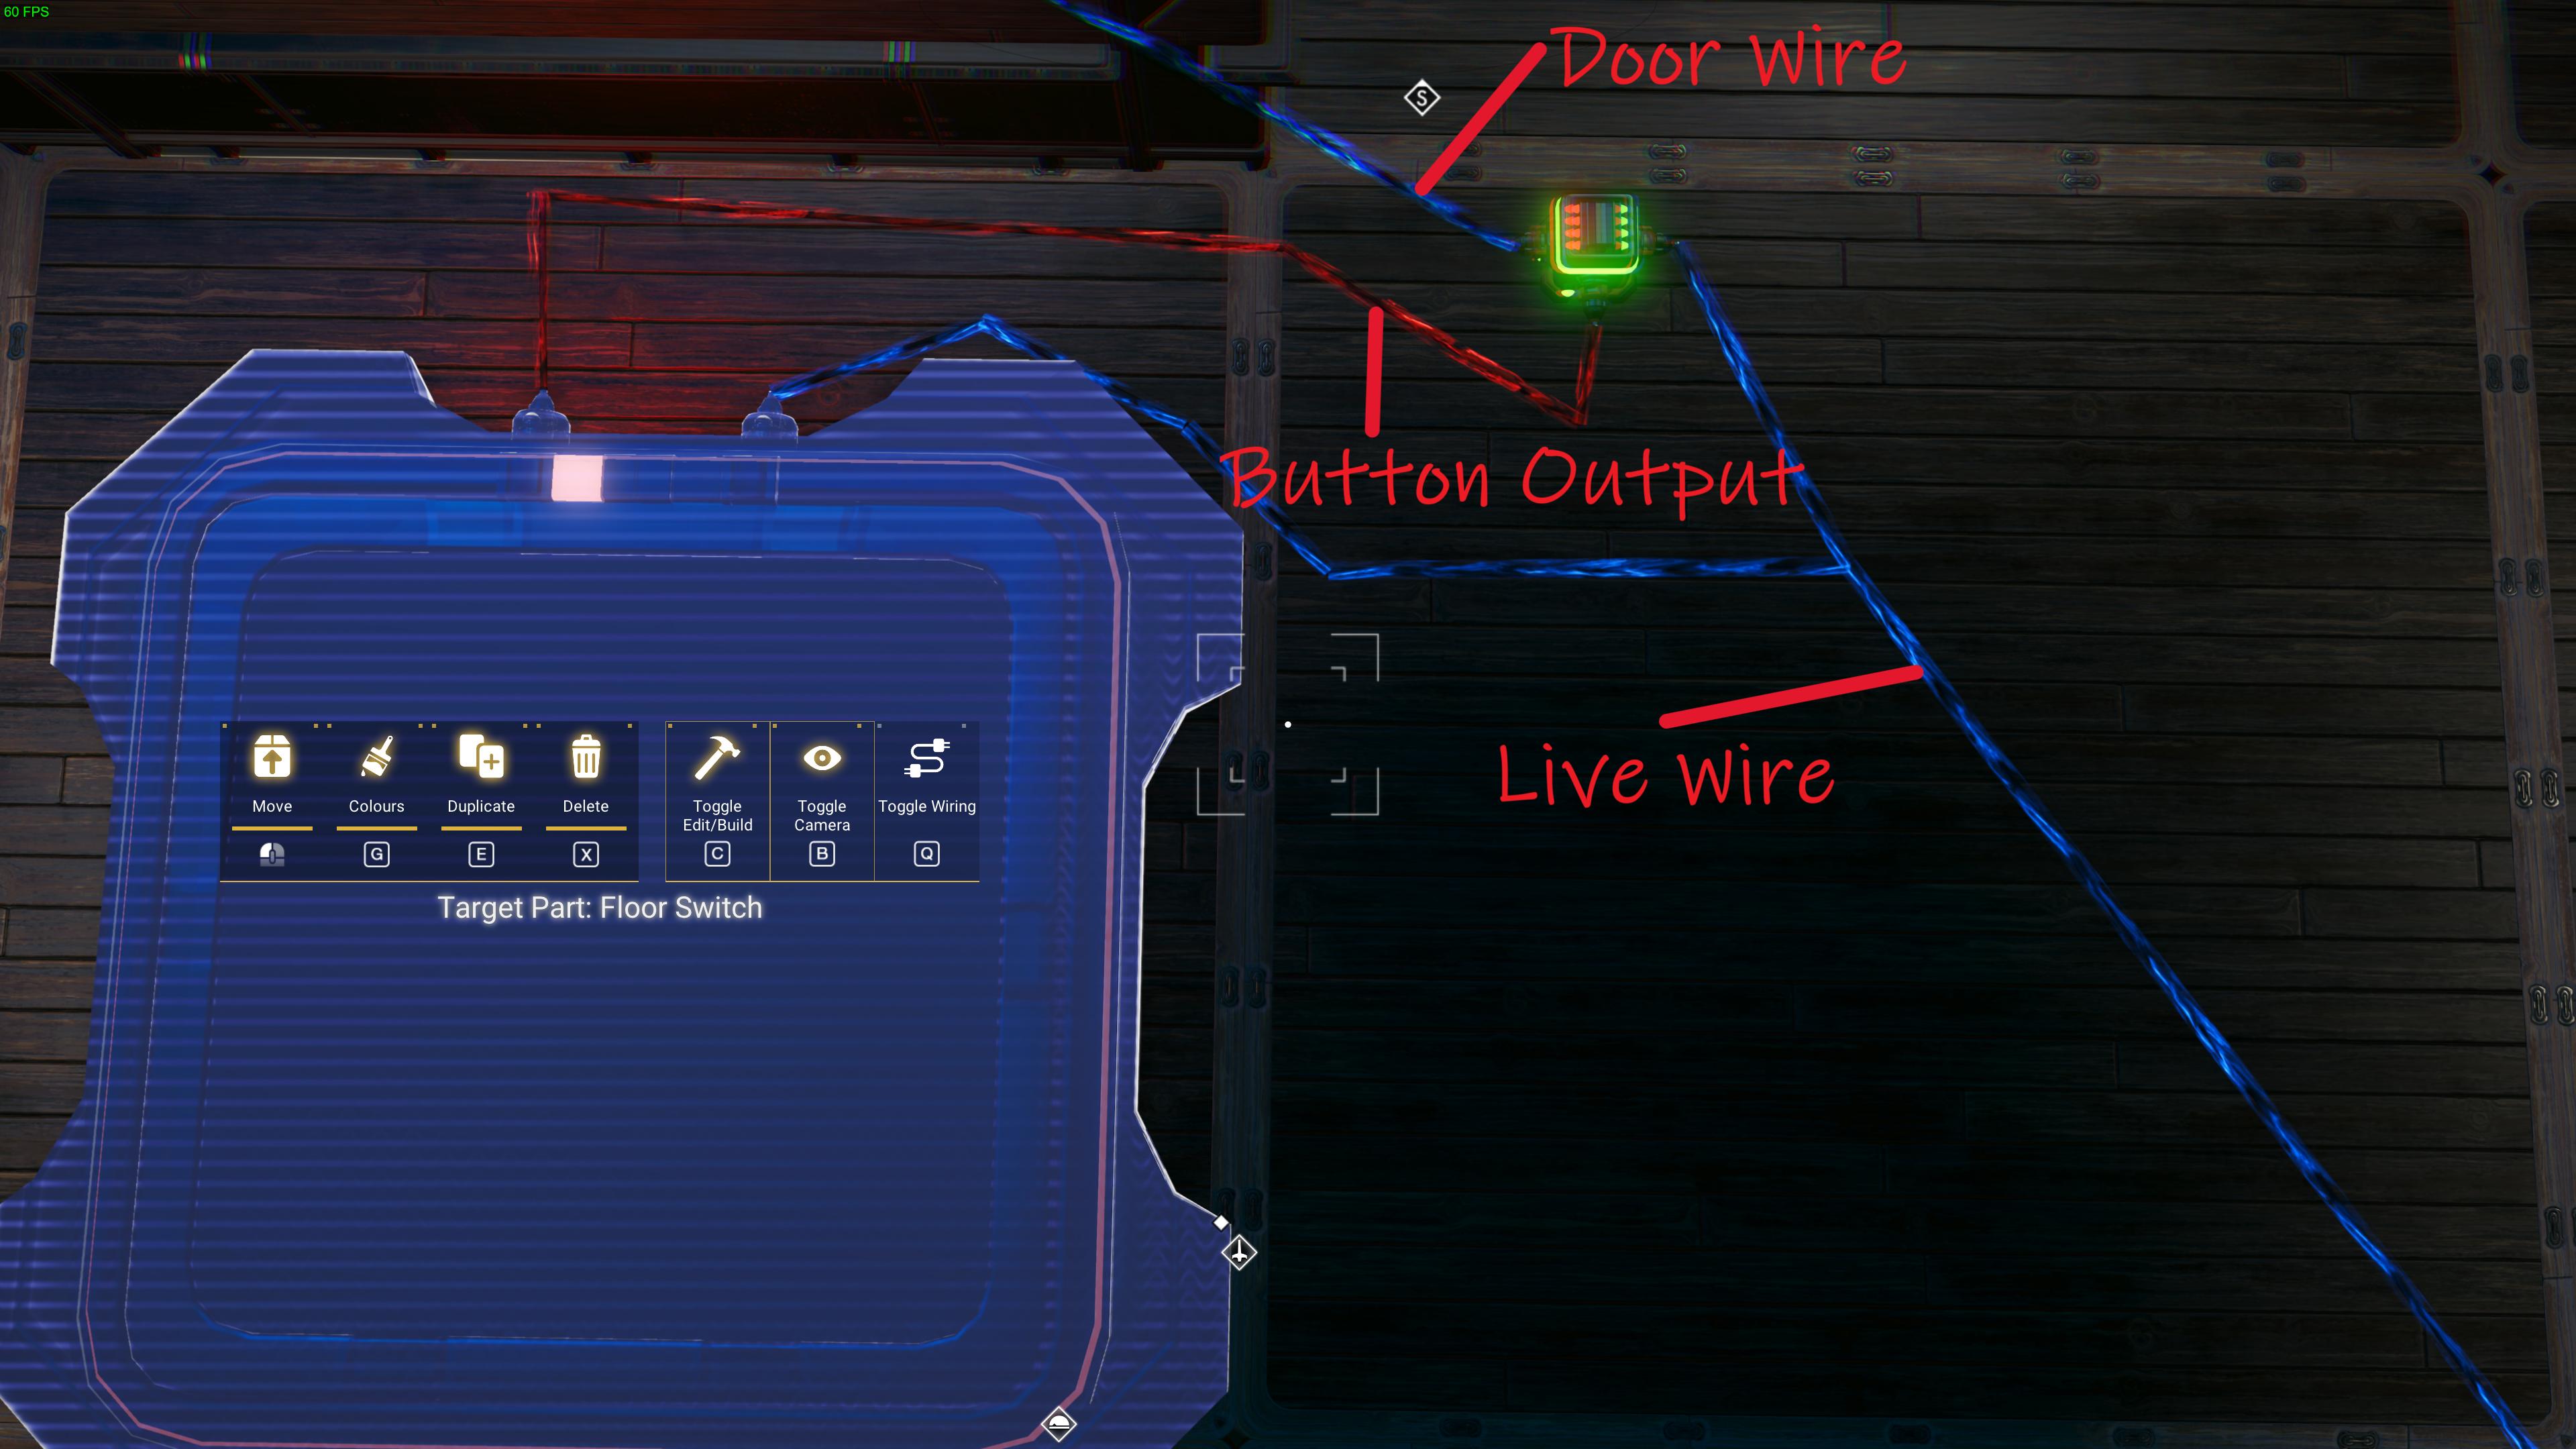 60 FPS
Door Wire
S
Button Output
Live Wire
Move
Colours
Duplicate
Delete
Toggle
Edit/Build
Toggle
Camera
Toggle Wiring
G
E
X
C
B
Q
Target Part: Floor Switch